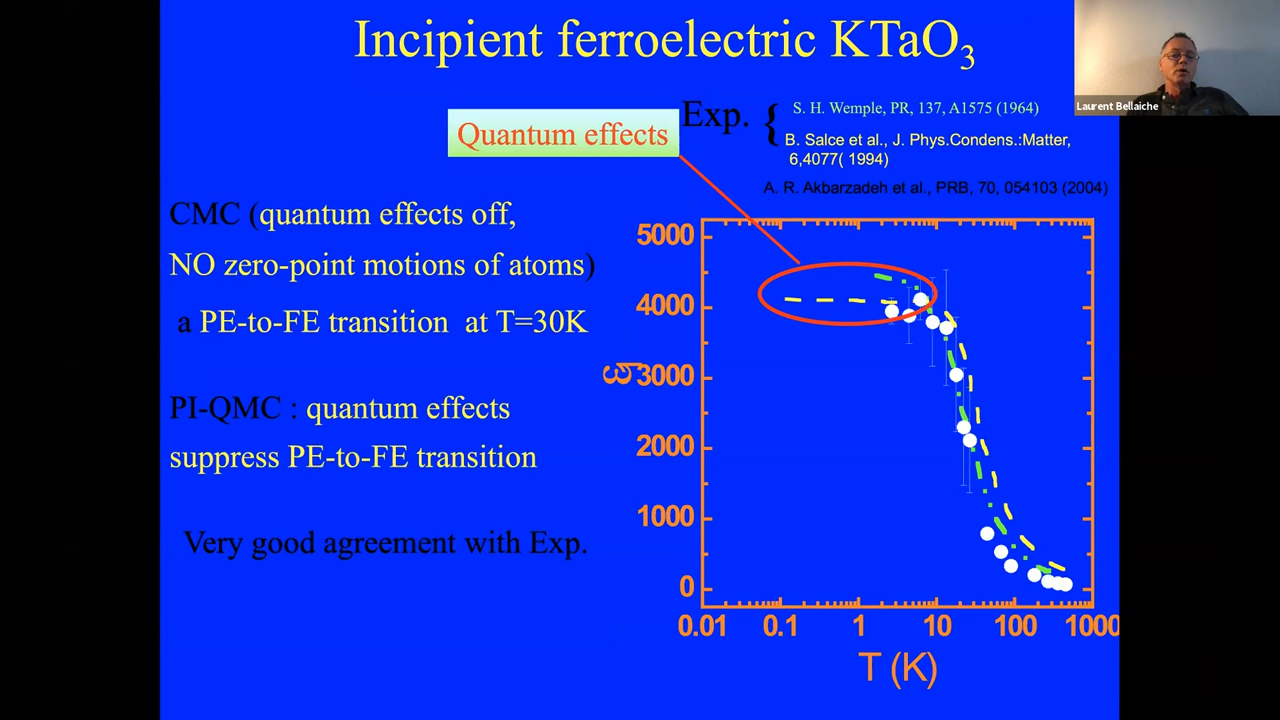 Incipient ferroelectric KTaO₃
Laurent Bellaiche
Quantum effects
Exp. {
S. H. Wemple, PR, 137, A1575 (1964)
B. Salce et al., J. Phys.Condens.:Matter,
6,4077( 1994)
A. R. Akbarzadeh et al., PRB, 70, 054103 (2004)
CMC (quantum effects off,
NO zero-point motions of atoms)
a PE-to-FE transition at T=30K
PI-QMC : quantum effects
suppress PE-to-FE transition
Very good agreement with Exp.
5000
4000
ε
3000
2000
1000
0
0.01 0.1 1 10 100 1000
T (K)